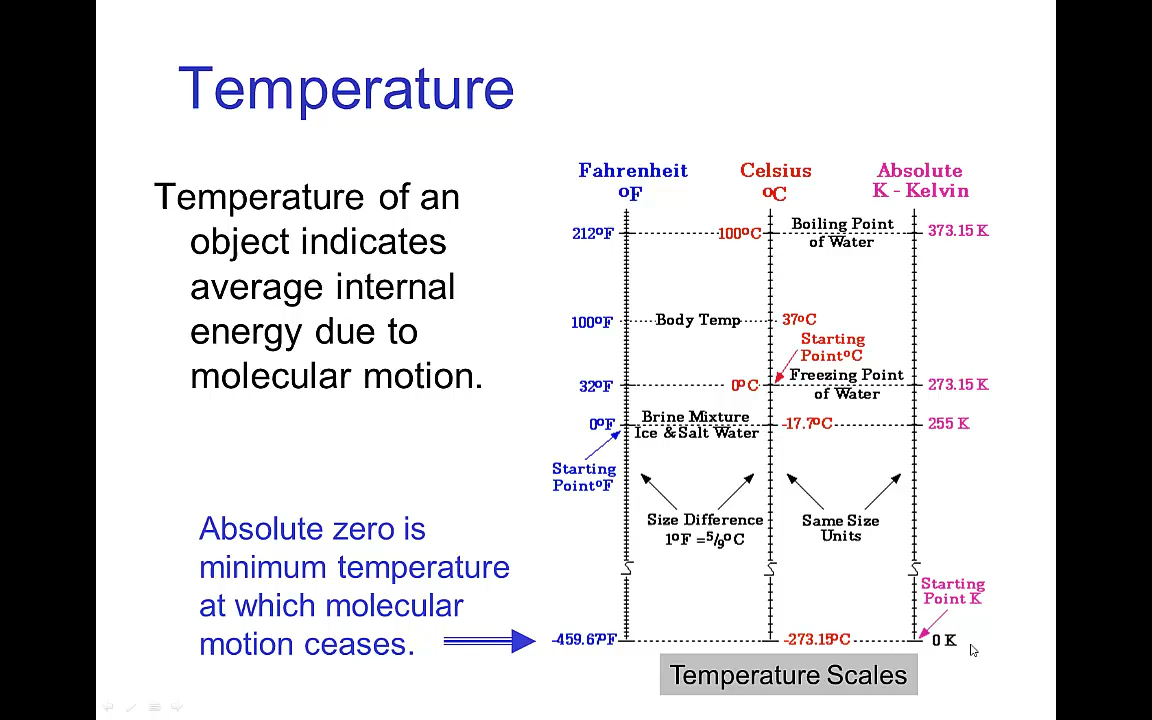 Temperature
Temperature of an
object indicates
average internal
energy due to
molecular motion.
Absolute zero is
minimum temperature
at which molecular
motion ceases.
Fahrenheit
ºF
Celsius
ºC
Absolute
K - Kelvin
212ºF
100ºC
Boiling Point
of Water
373.15 K
100ºF
Body Temp
37ºC
Starting
PointºC
32ºF
0ºC
Freezing Point
of Water
273.15 K
0ºF
Brine Mixture
Ice & Salt Water
-17.7ºC
255 K
Starting
PointºF
Size Difference
1ºF =5/9ºC
Same Size
Units
Starting
Point K
-459.67ºF
-273.15ºC
0 K
Temperature Scales